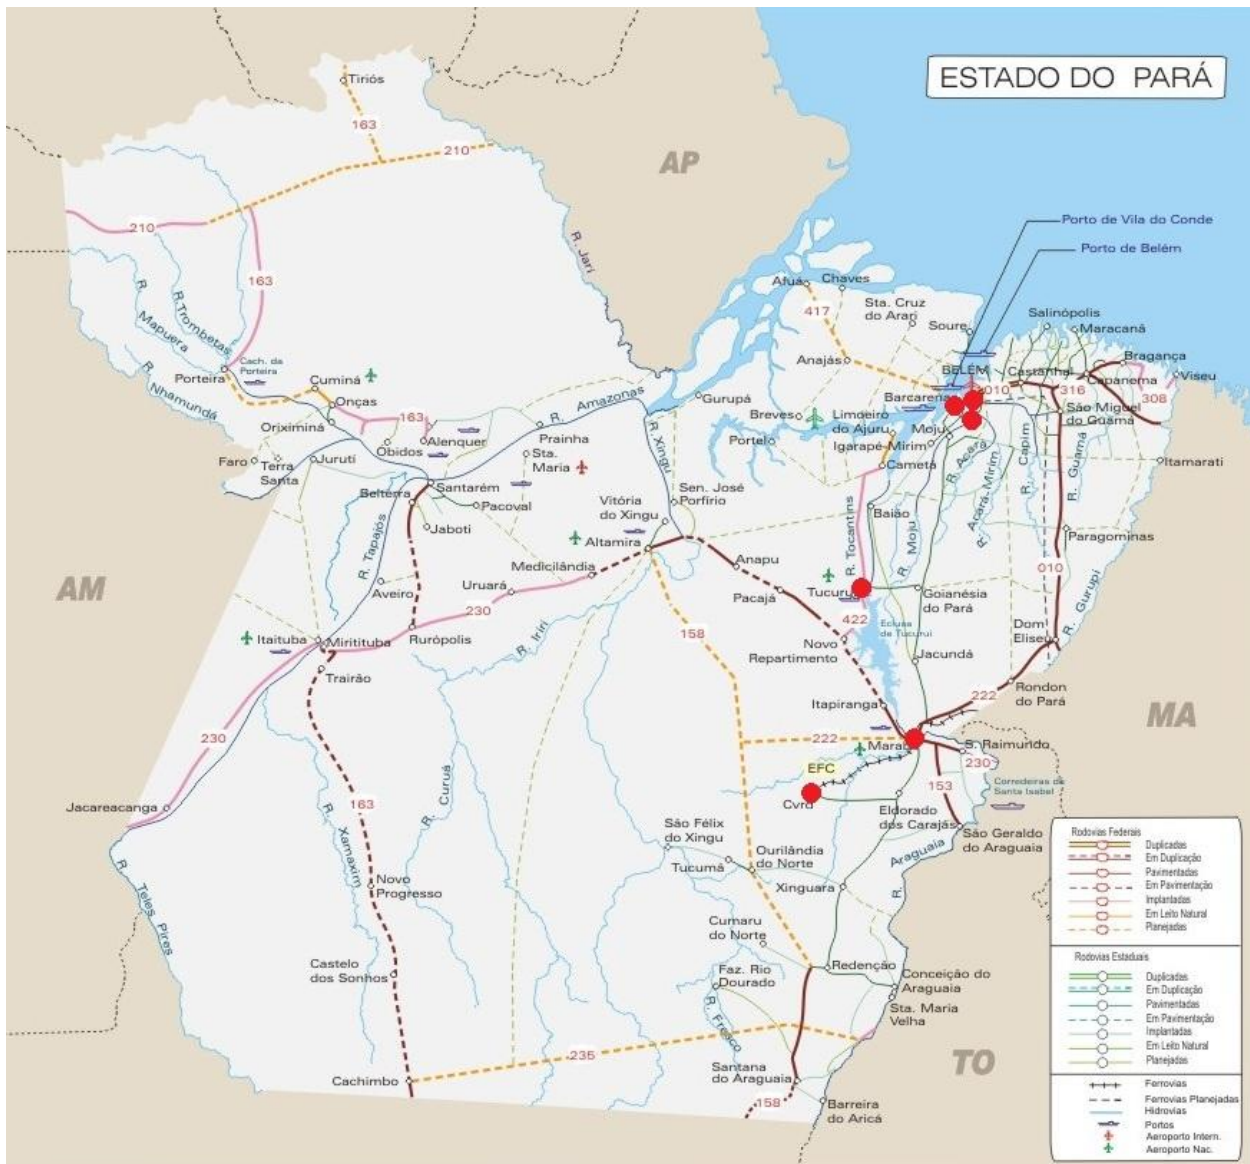 ESTADO DO PARÁ
Tiriós
163
210
AP
210
163
R. Jari
R. Trombetas
R. Mapuera
R. Nhamundá
Cach. da
Porteira
Porteira
Cuminá
Onças
163
Oriximiná
Óbidos
Alenquer
Faro
Terra
Santa
Jurutí
Prainha
Sta.
Maria
R. Amazonas
Santarém
Belterra
Pacoval
Jaboti
R. Tapajós
Aveiro
Porto de Vila do Conde
Porto de Belém
Afuá
Chaves
417
Sta. Cruz
do Arari
Soure
Salinópolis
Maracanã
Anajás
BELÉM
Castanhal
Bragança
Viseu
Capanema
010
316
308
Barcarena
Gurupá
Breves
Limoeiro
do Ajuru
Moju
São Miguel
do Guamá
Portel
Igarapé-Mirim
Cametá
Itamarati
R. Acará
R. Acará-Mirim
R. Capim
R. Guamá
R. Xingu
Sen. José
Porfírio
Vitória
do Xingu
Baião
R. Tocantins
R. Moju
Paragominas
Altamira
Anapu
Medicilândia
Uruará
Pacajá
Tucuruí
Goianésia
do Pará
010
R. Gurupi
AM
230
Rurópolis
Itaituba
Miritituba
Trairão
R. Iriri
158
422
Eclusa
de Tucuruí
Novo
Repartimento
Jacundá
Dom
Eliseu
Rondon
do Pará
222
Itapiranga
MA
230
222
Marab
S. Raimundo
230
EFC
Cvrd
153
Corredeiras de
Santa Isabel
Jacareacanga
163
R. Curuá
R. Xamaxim
Eldorado
dos Carajás
São Geraldo
do Araguaia
São Félix
do Xingu
Ourilândia
do Norte
Tucumã
Xinguara
R. Araguaia
R. Teles Pires
Novo
Progresso
Cumaru
do Norte
Castelo
dos Sonhos
Faz. Rio
Dourado
Redenção
Conceição do
Araguaia
Sta. Maria
Velha
R. Fresco
235
Cachimbo
Santana
do Araguaia
158
Barreira
do Aricá
TO
Rodovias Federais
Duplicadas
Em Duplicação
Pavimentadas
Em Pavimentação
Implantadas
Em Leito Natural
Planejadas
Rodovias Estaduais
Duplicadas
Em Duplicação
Pavimentadas
Em Pavimentação
Implantadas
Em Leito Natural
Planejadas
Ferrovias
Ferrovias Planejadas
Hidrovias
Portos
Aeroporto Intern.
Aeroporto Nac.